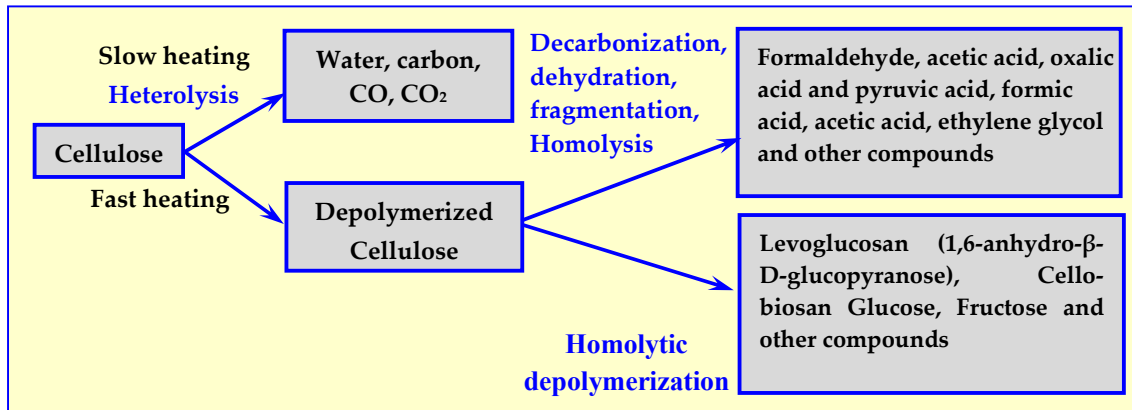 Slow heating
Heterolysis
Cellulose
Fast heating
Water, carbon,
CO, CO₂
Depolymerized
Cellulose
Decarbonization,
dehydration,
fragmentation,
Homolysis
Homolytic
depolymerization
Formaldehyde, acetic acid, oxalic
acid and pyruvic acid, formic
acid, acetic acid, ethylene glycol
and other compounds
Levoglucosan (1,6-anhydro-β-
D-glucopyranose), Cello-
biosan Glucose, Fructose and
other compounds